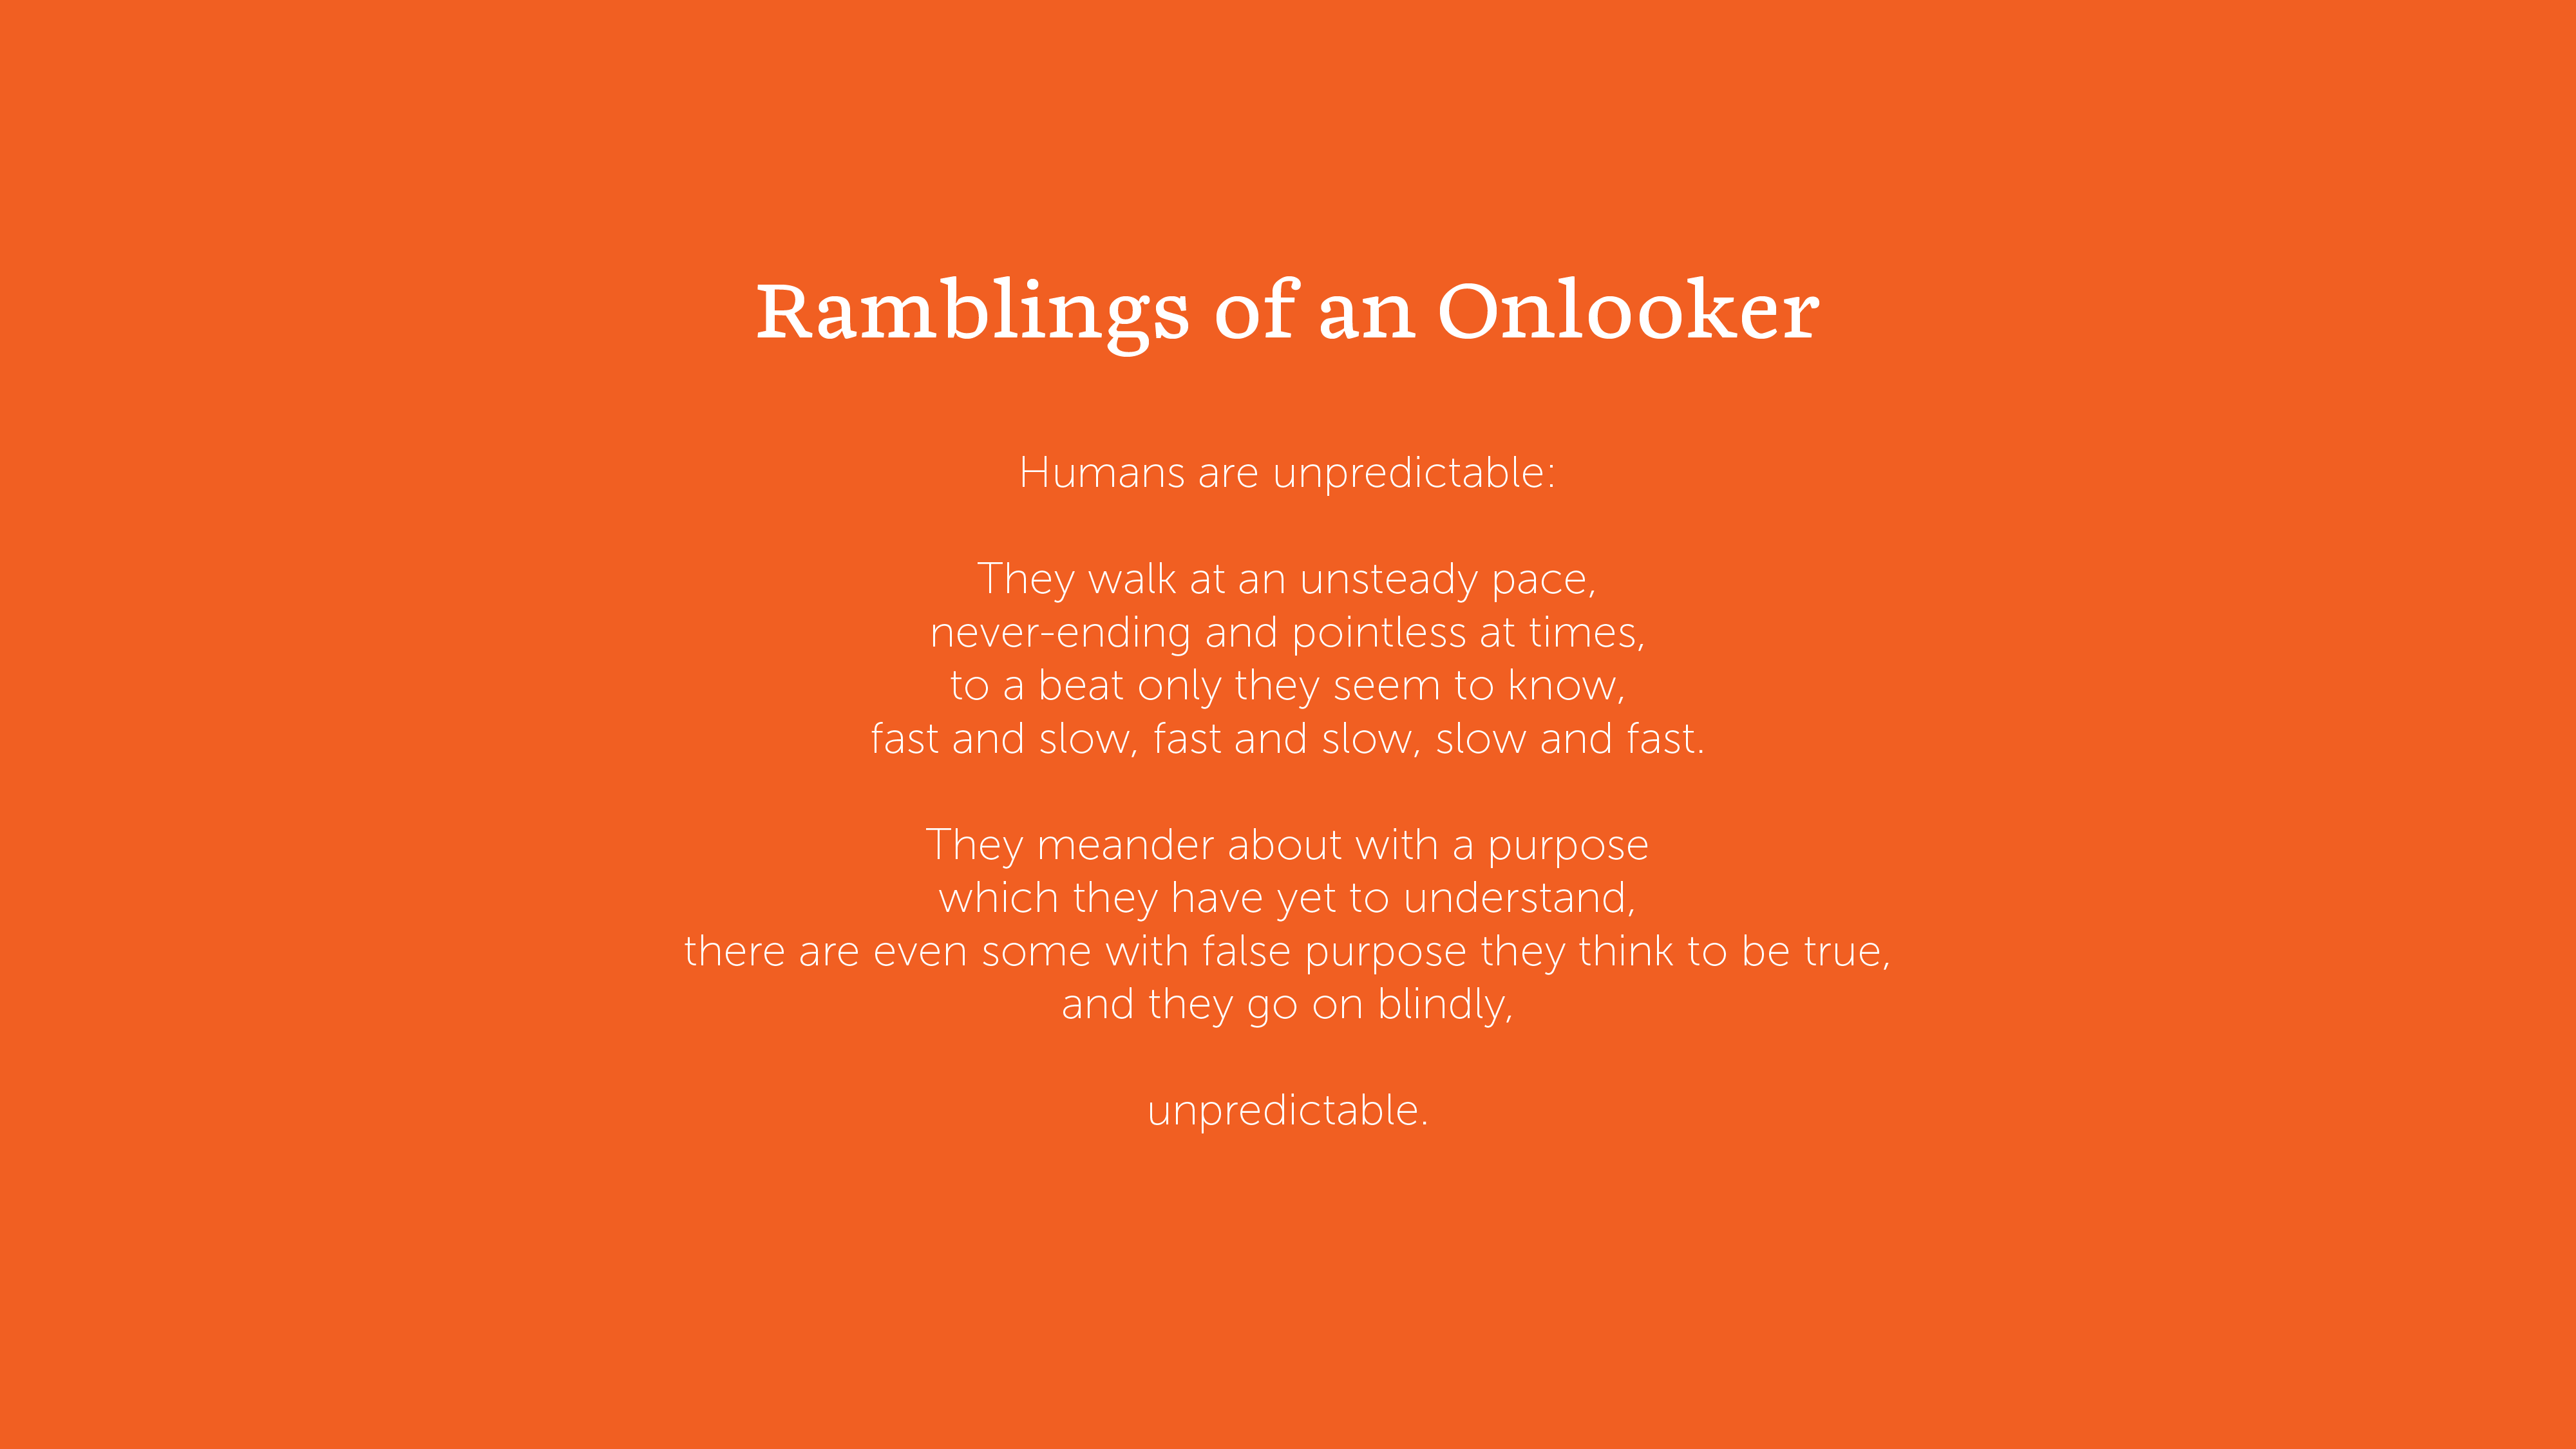 Ramblings of an Onlooker
Humans are unpredictable:
They walk at an unsteady pace,
never-ending and pointless at times,
to a beat only they seem to know,
fast and slow, fast and slow, slow and fast.
They meander about with a purpose
which they have yet to understand,
there are even some with false purpose they think to be true,
and they go on blindly,
unpredictable.